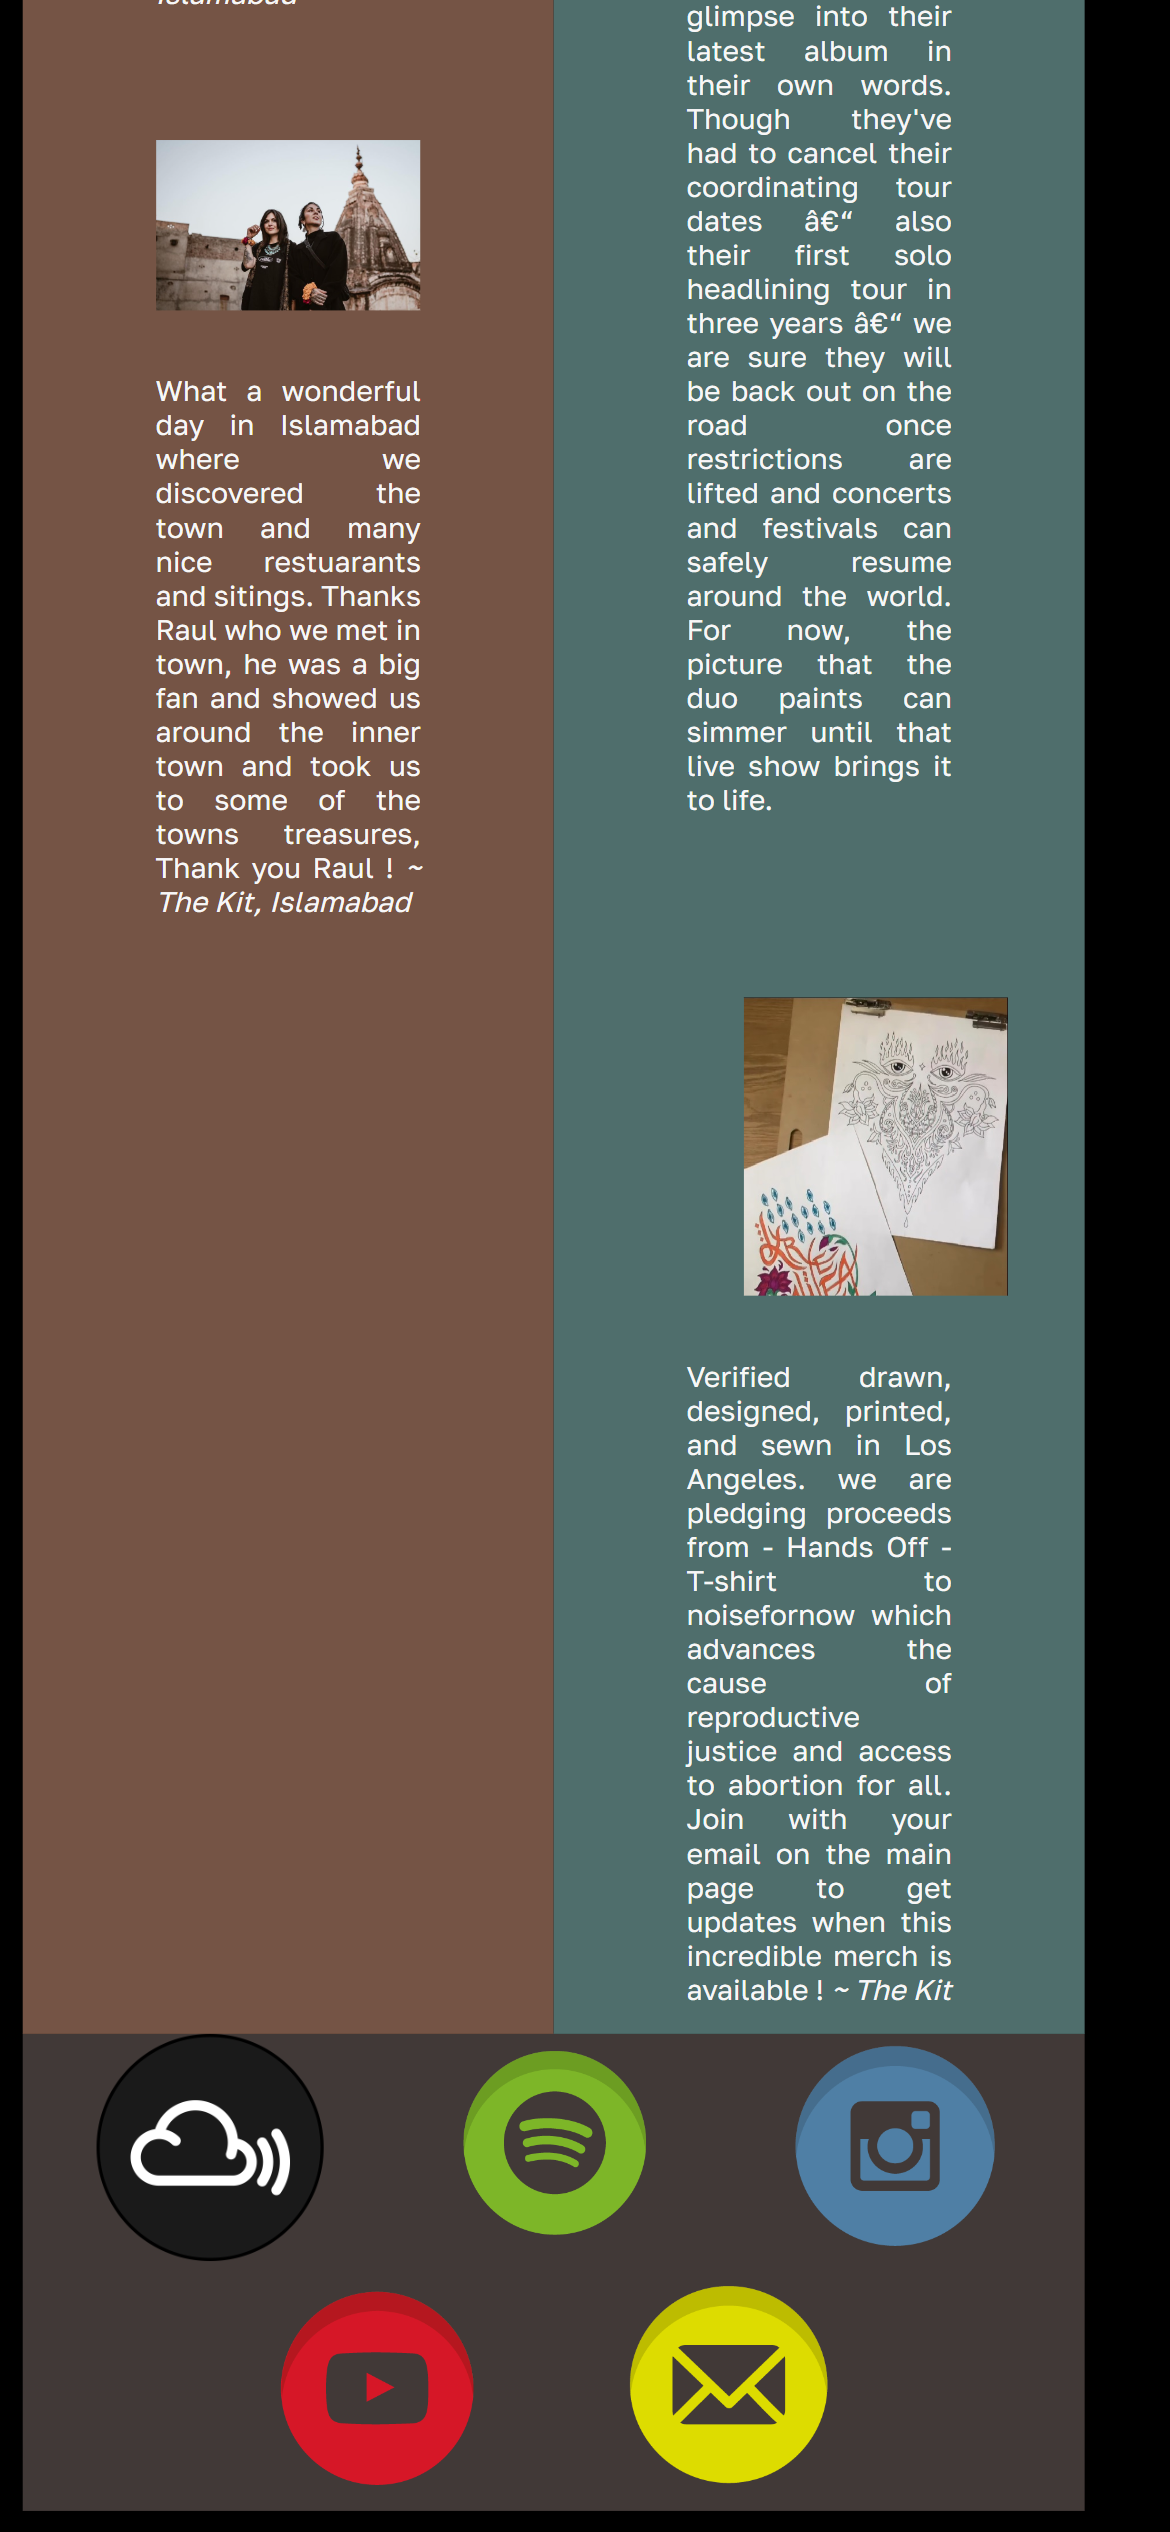 Islamabad
What a wonderful
day in Islamabad
where we
discovered the
town and many
nice restuarants
and sitings. Thanks
Raul who we met in
town, he was a big
fan and showed us
around the inner
town and took us
to some of the
towns treasures,
Thank you Raul ! ~
The Kit, Islamabad
glimpse into their
latest album in
their own words.
Though they've
had to cancel their
coordinating tour
dates â€“ also
their first solo
headlining tour in
three years â€“ we
are sure they will
be back out on the
road once
restrictions are
lifted and concerts
and festivals can
safely resume
around the world.
For now, the
picture that the
duo paints can
simmer until that
live show brings it
to life.
Verified drawn,
designed, printed,
and sewn in Los
Angeles. we are
pledging proceeds
from - Hands Off -
T-shirt to
noisefornow which
advances the
cause of
reproductive
justice and access
to abortion for all.
Join with your
email on the main
page to get
updates when this
incredible merch is
available ! ~ The Kit